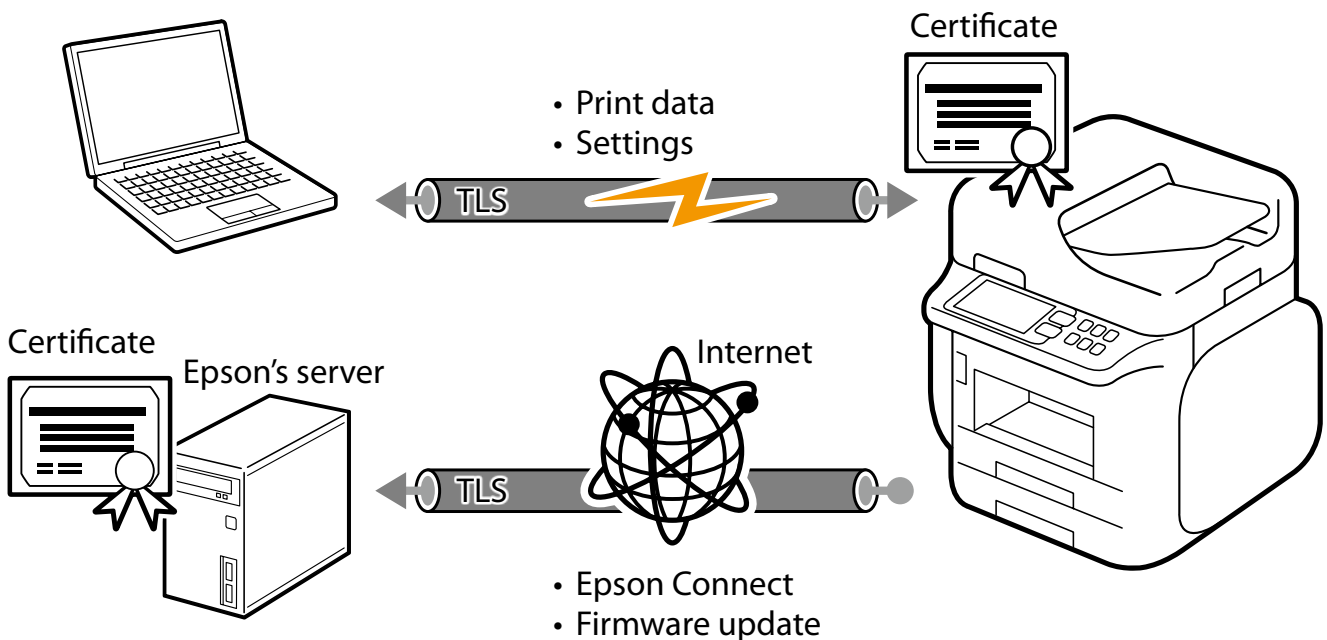 Certificate
• Print data
• Settings
TLS
Certificate
Epson's server
Internet
TLS
• Epson Connect
• Firmware update